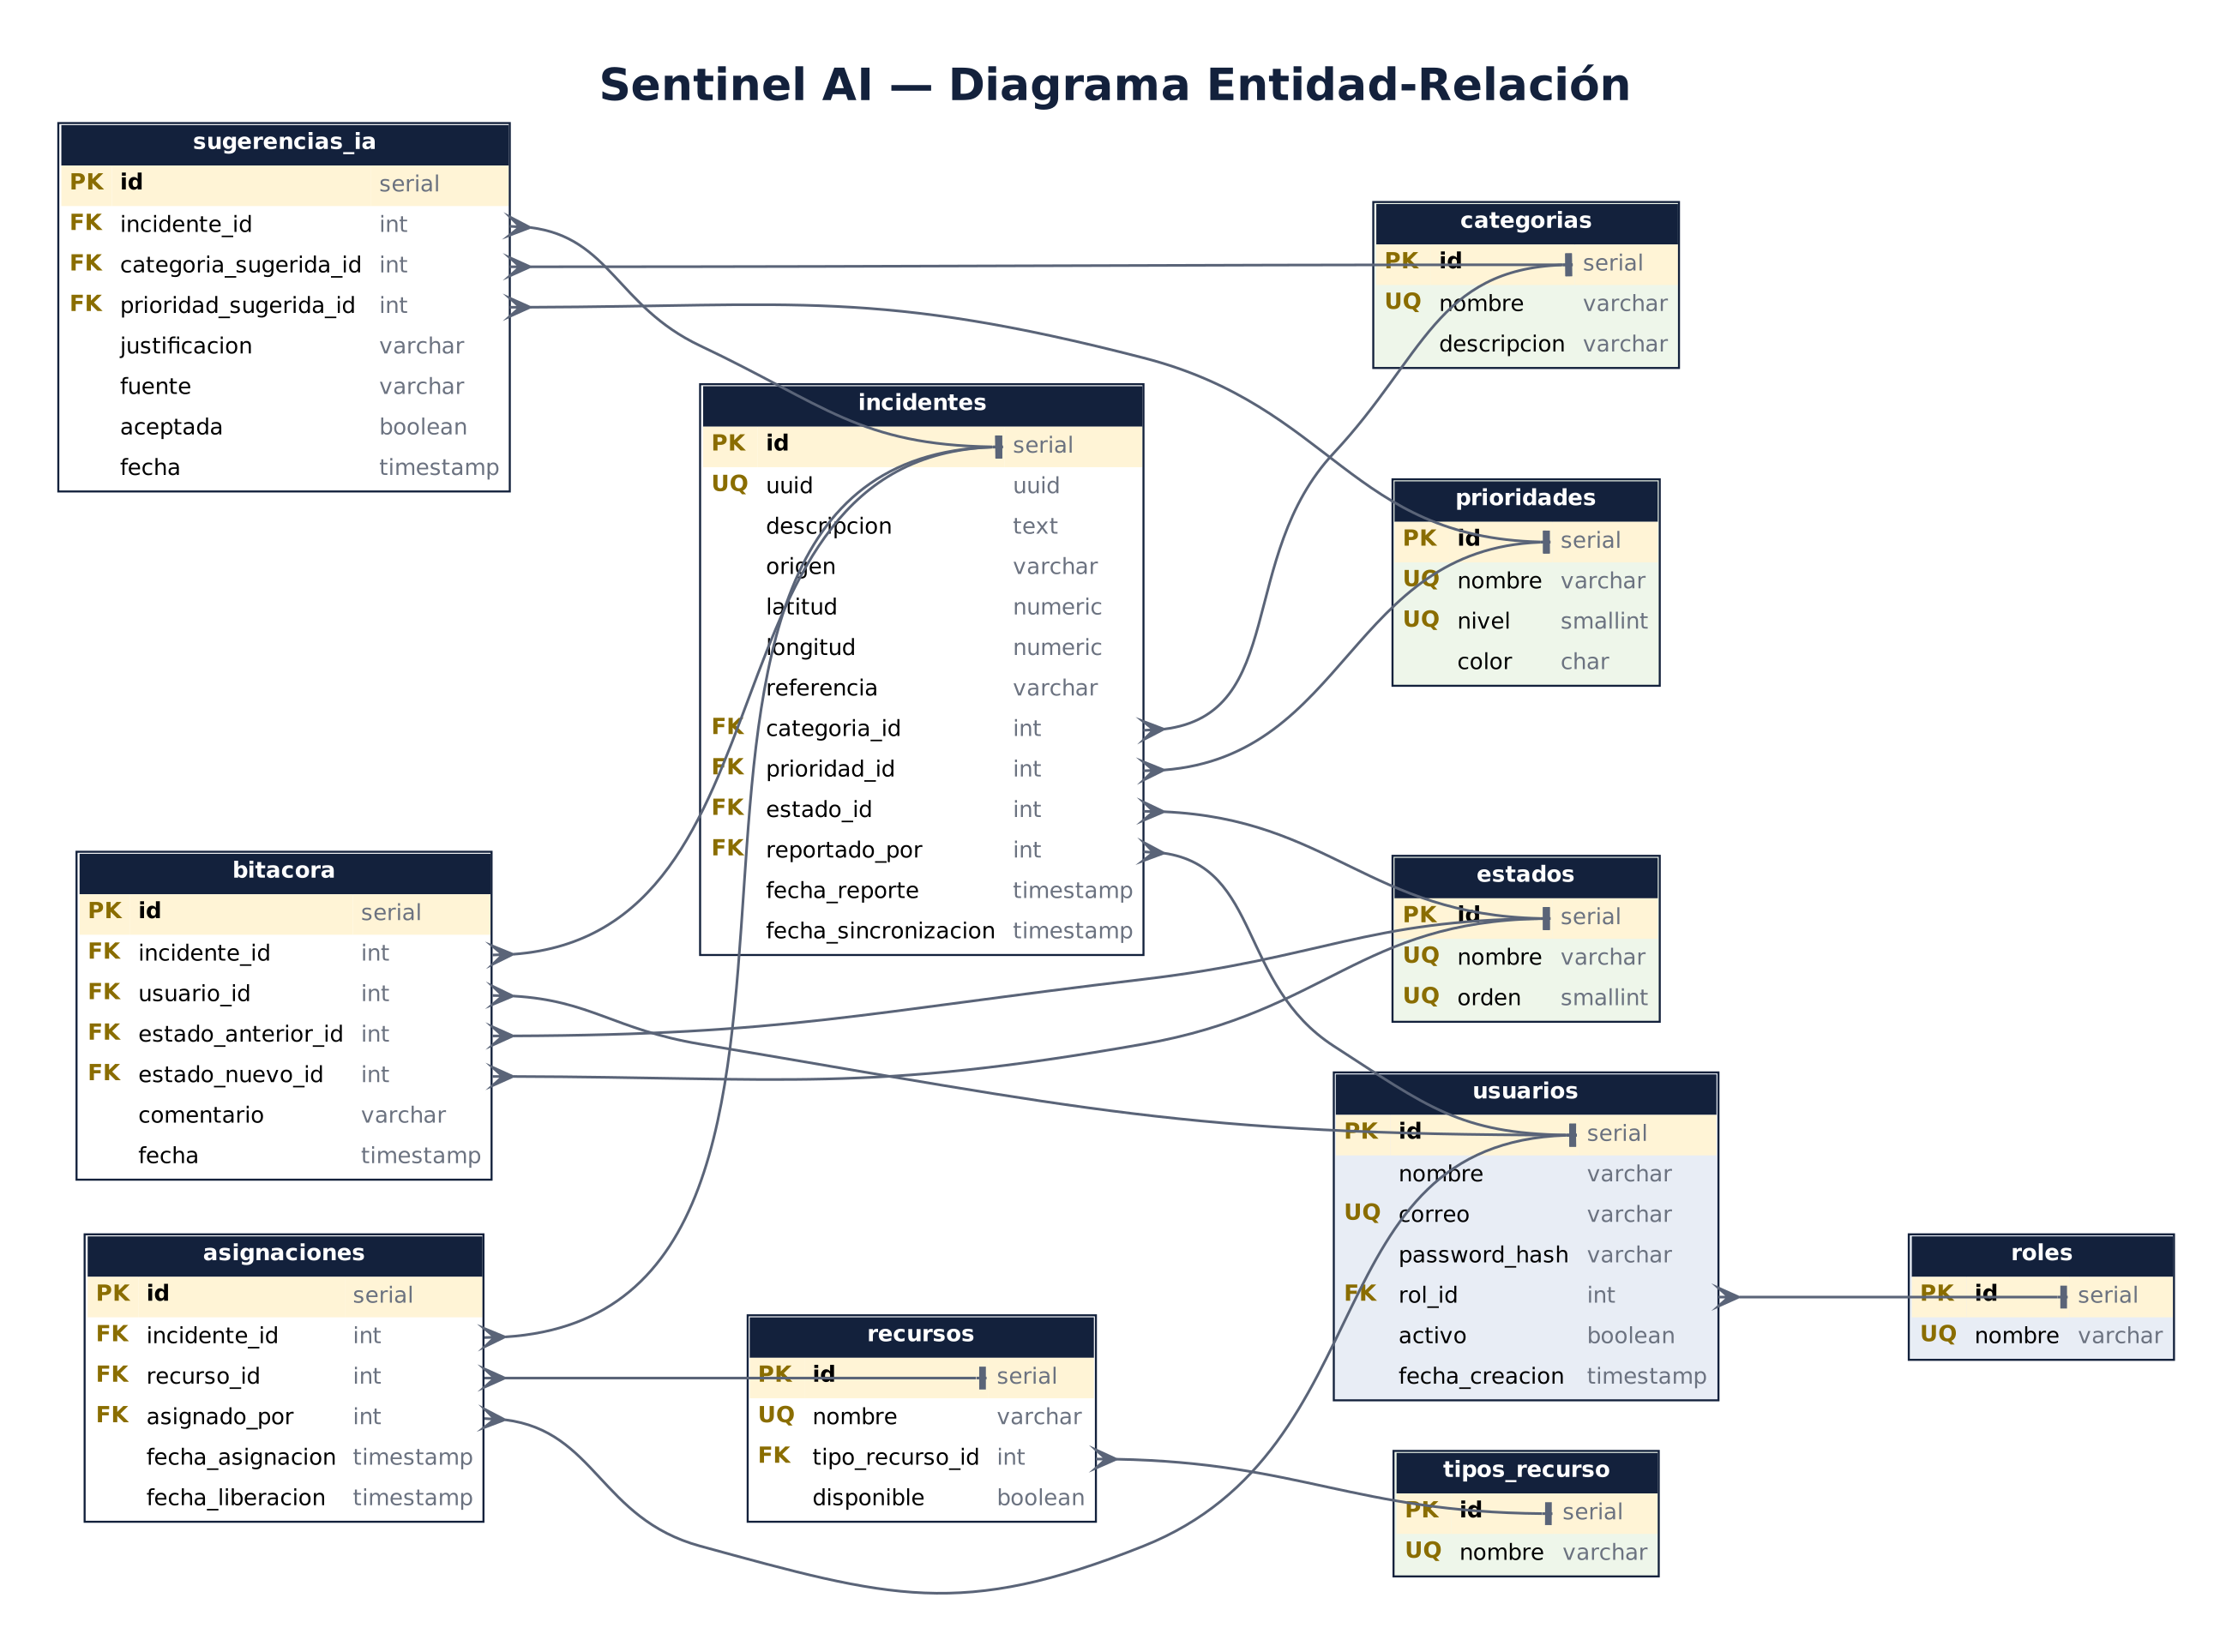 Sentinel AI — Diagrama Entidad-Relación
sugerencias_ia
PK id serial
FK incidente_id int
FK categoria_sugerida_id int
FK prioridad_sugerida_id int
justificacion varchar
fuente varchar
aceptada boolean
fecha timestamp
categorias
PK id serial
UQ nombre varchar
descripcion varchar
incidentes
PK id serial
UQ uuid uuid
descripcion text
origen varchar
latitud numeric
longitud numeric
referencia varchar
FK categoria_id int
FK prioridad_id int
FK estado_id int
FK reportado_por int
fecha_reporte timestamp
fecha_sincronizacion timestamp
prioridades
PK id serial
UQ nombre varchar
UQ nivel smallint
color char
bitacora
PK id serial
FK incidente_id int
FK usuario_id int
FK estado_anterior_id int
FK estado_nuevo_id int
comentario varchar
fecha timestamp
estados
PK id serial
UQ nombre varchar
UQ orden smallint
usuarios
PK id serial
nombre varchar
UQ correo varchar
password_hash varchar
FK rol_id int
activo boolean
fecha_creacion timestamp
roles
PK id serial
UQ nombre varchar
asignaciones
PK id serial
FK incidente_id int
FK recurso_id int
FK asignado_por int
fecha_asignacion timestamp
fecha_liberacion timestamp
recursos
PK id serial
UQ nombre varchar
FK tipo_recurso_id int
disponible boolean
tipos_recurso
PK id serial
UQ nombre varchar